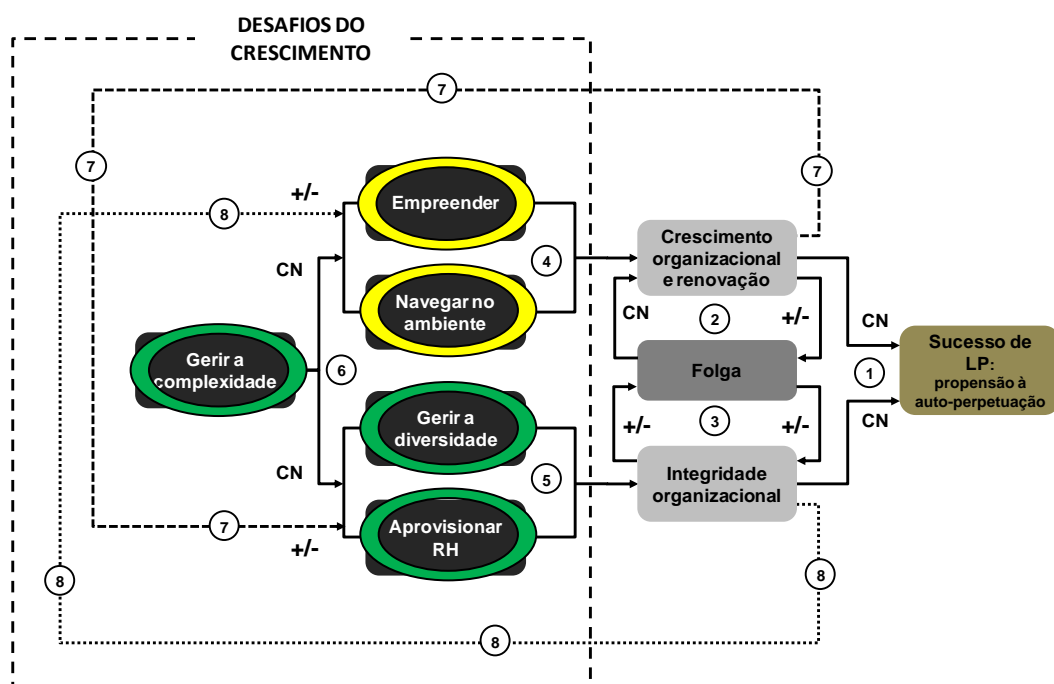 DESAFIOS DO
CRESCIMENTO
7
7
7
+/-
8
Empreender
CN
4
Crescimento
organizacional
e renovação
Navegar no
ambiente
CN
2
+/-
CN
Gerir a
complexidade
6
Folga
1
Sucesso de
LP:
propensão à
auto-perpetuação
Gerir a
diversidade
+/-
3
+/-
CN
CN
5
Integridade
organizacional
7
Aprovisionar
RH
+/-
8
8
8